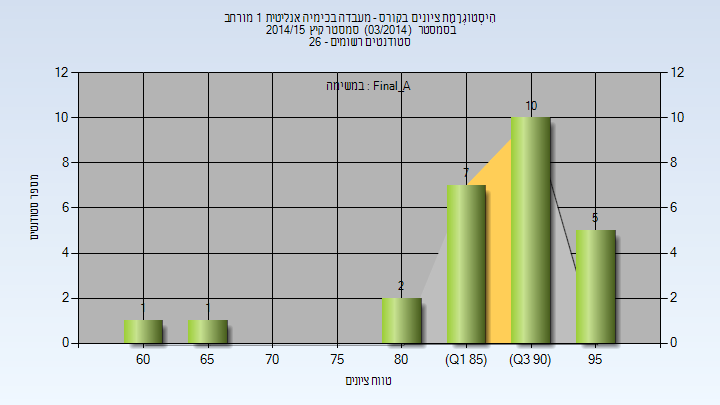 הִיסְטוֹגְרָמַת ציונים בקורס - מעבדה בכימיה אנליטית 1 מורחב
בסמסטר (03/2014) סמסטר קיץ 2014/15
סטודנטים רשומים - 26
במשימה : Final_A
12 12
10 10
8 8
6 6
4 4
2 2
0 0
1 1 2 7 10 5
מספר סטודנטים
60 65 70 75 80 (Q1 85) (Q3 90) 95
טווח ציונים